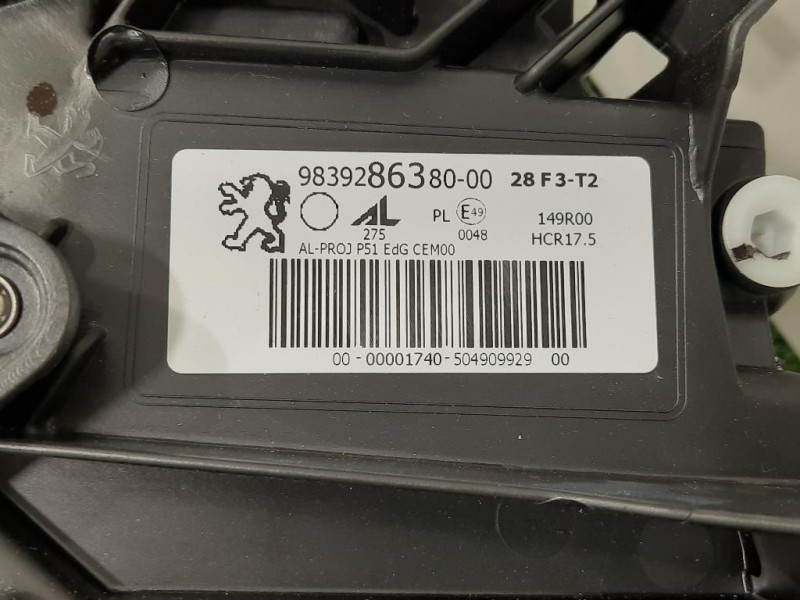 9839286380-00 28 F 3-T2
AL PL E49 149R00
275 0048 HCR17.5
AL-PROJ P51 EdG CEM00
00 - 00001740 - 504909929 00